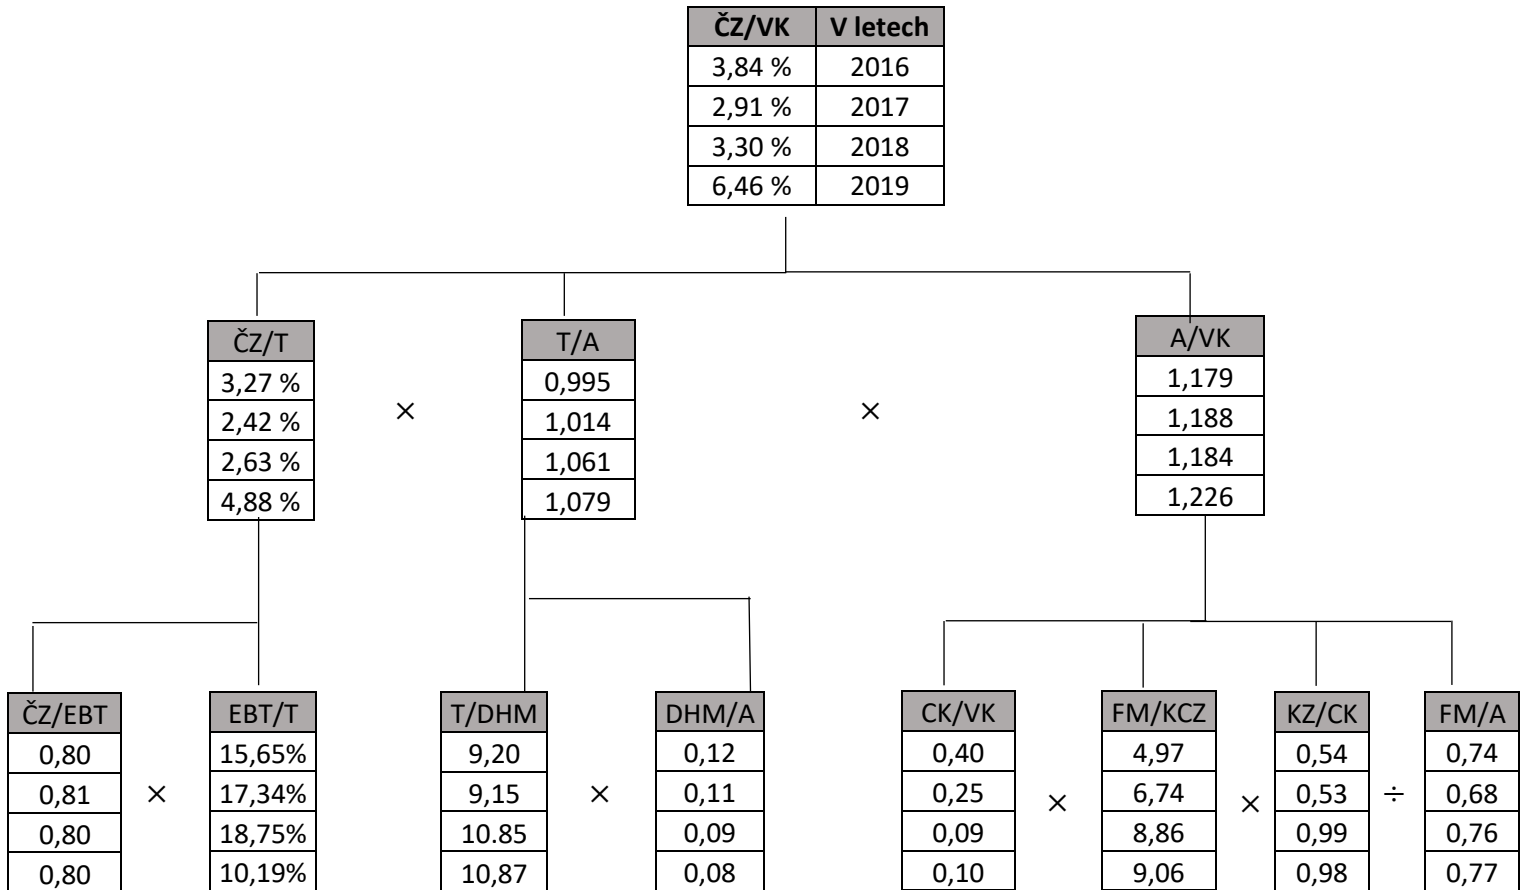 ČZ/VK V letech
3,84 % 2016
2,91 % 2017
3,30 % 2018
6,46 % 2019
ČZ/T T/A A/VK
3,27 % 0,995 1,179
2,42 % × 1,014 × 1,188
2,63 % 1,061 1,184
4,88 % 1,079 1,226
ČZ/EBT EBT/T T/DHM DHM/A CK/VK FM/KCZ KZ/CK FM/A
0,80 15,65% 9,20 0,12 0,40 4,97 0,54 0,74
0,81 × 17,34% 9,15 × 0,11 0,25 × 6,74 × 0,53 ÷ 0,68
0,80 18,75% 10.85 0,09 0,09 8,86 0,99 0,76
0,80 10,19% 10,87 0,08 0,10 9,06 0,98 0,77